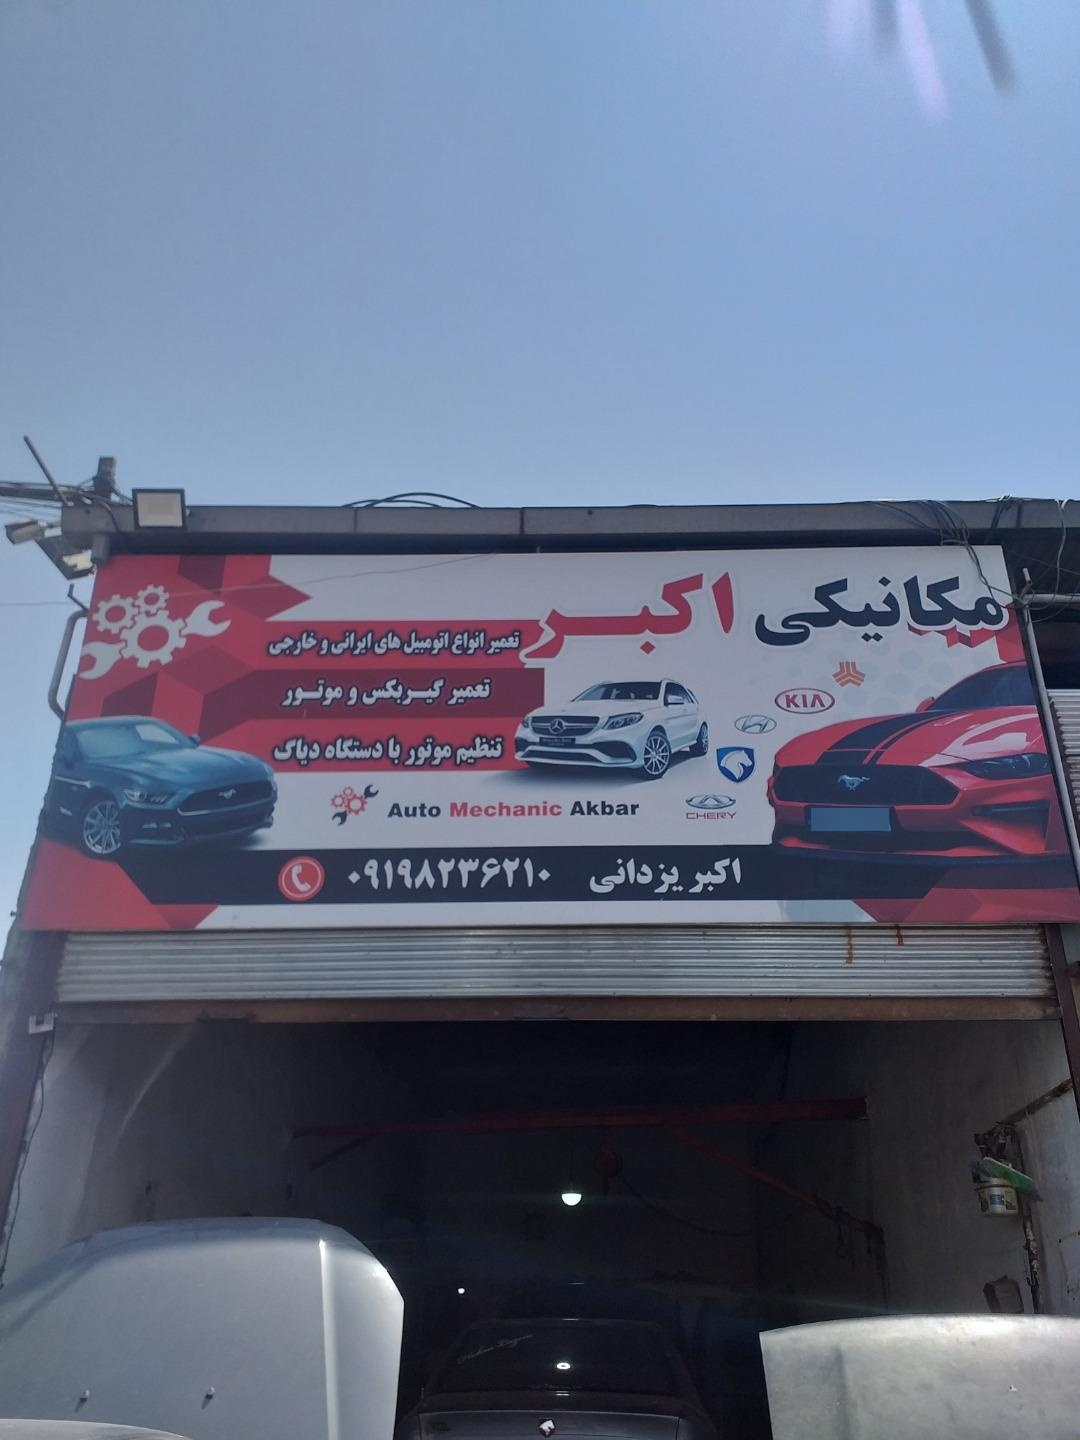 مکانیکی اکبر
تعمیر انواع اتومبیل های ایرانی و خارجی
تعمیر گیربکس و موتور
تنظیم موتور با دستگاه دیاگ
KIA
CHERY
Auto Mechanic Akbar
اکبر یزدانی ۰۹۱۹۸۲۳۶۲۱۰